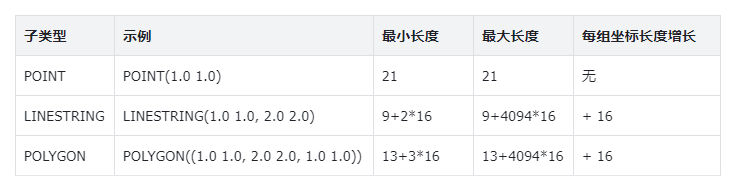 子类型 示例 最小长度 最大长度 每组坐标长度增长
POINT POINT(1.0 1.0) 21 21 无
LINESTRING LINESTRING(1.0 1.0, 2.0 2.0) 9+2*16 9+4094*16 + 16
POLYGON POLYGON((1.0 1.0, 2.0 2.0, 1.0 1.0)) 13+3*16 13+4094*16 + 16